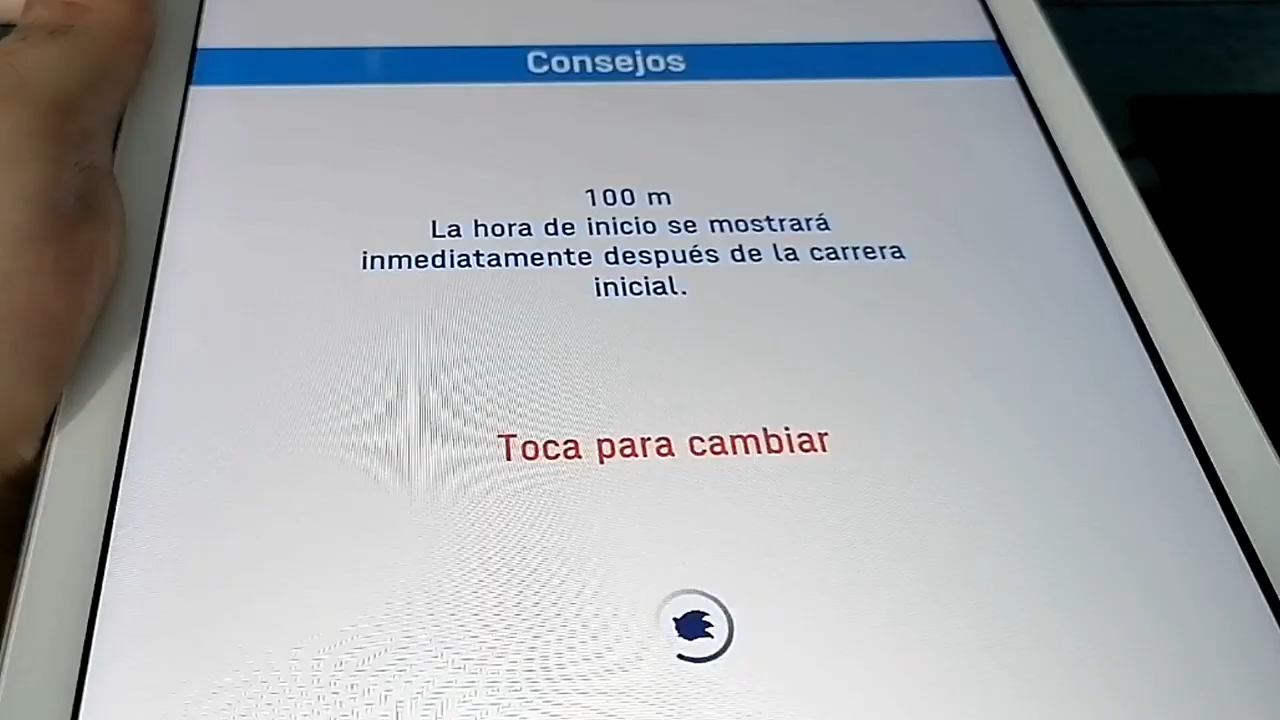 Consejos
100 m
La hora de inicio se mostrará
inmediatamente después de la carrera
inicial.
Toca para cambiar